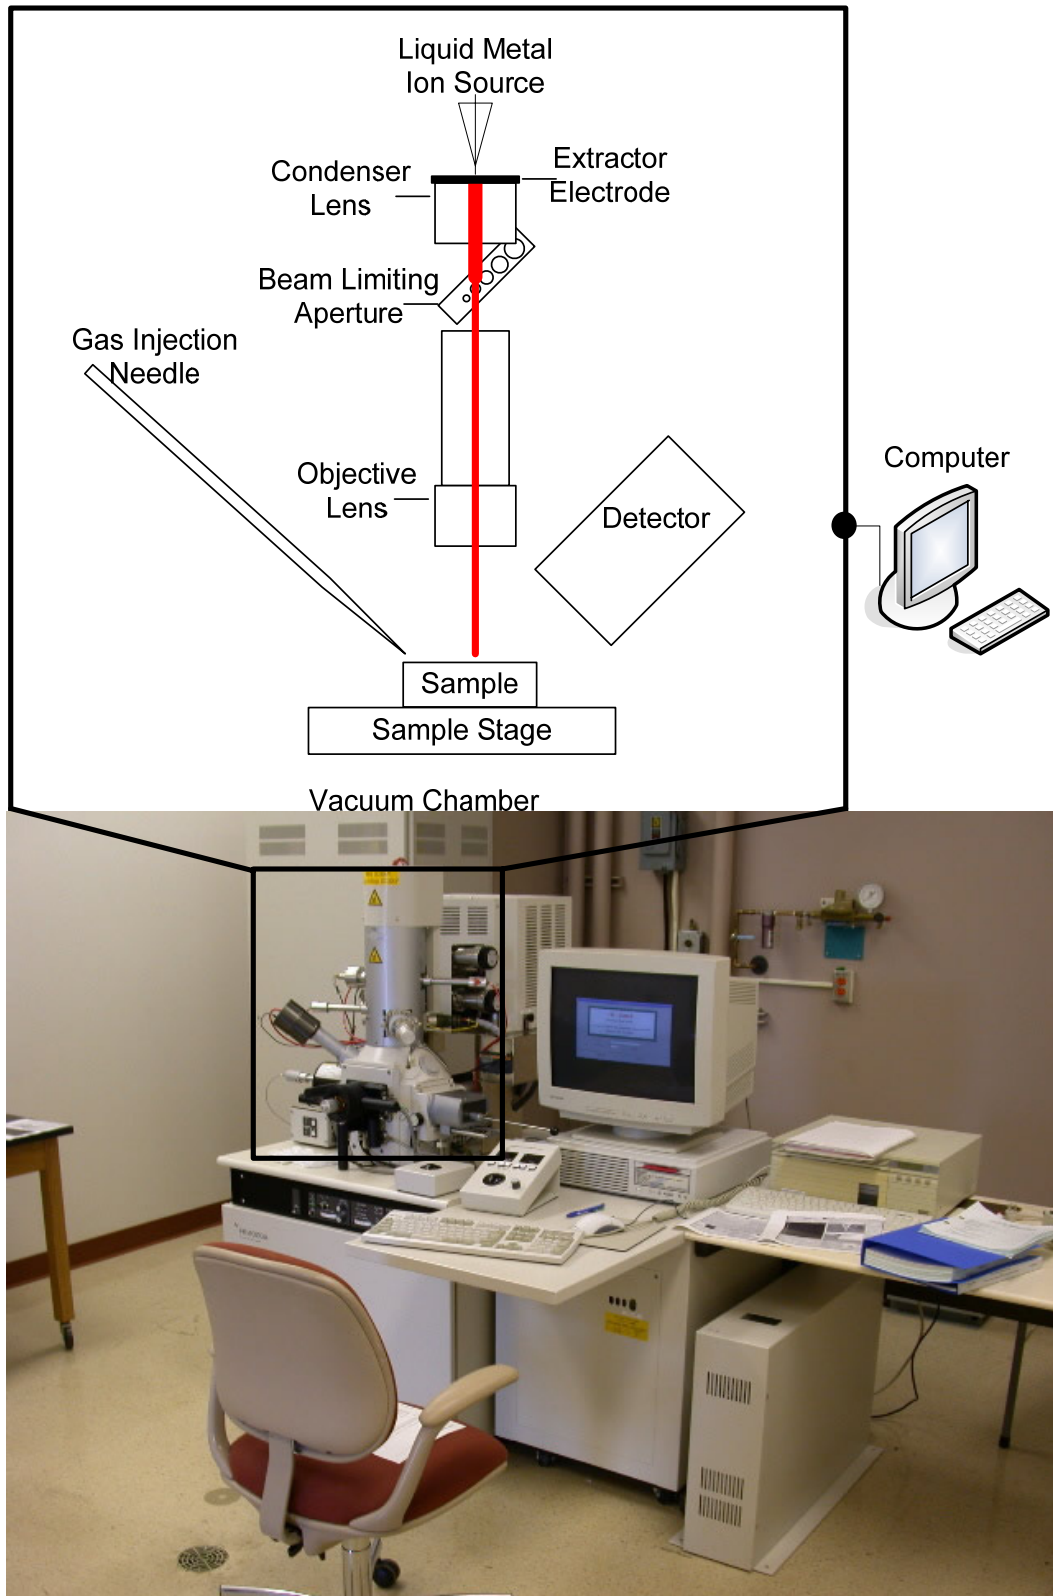 Liquid Metal
Ion Source
Condenser
Lens
Extractor
Electrode
Beam Limiting
Aperture
Gas Injection
Needle
Objective
Lens
Detector
Computer
Sample
Sample Stage
Vacuum Chamber